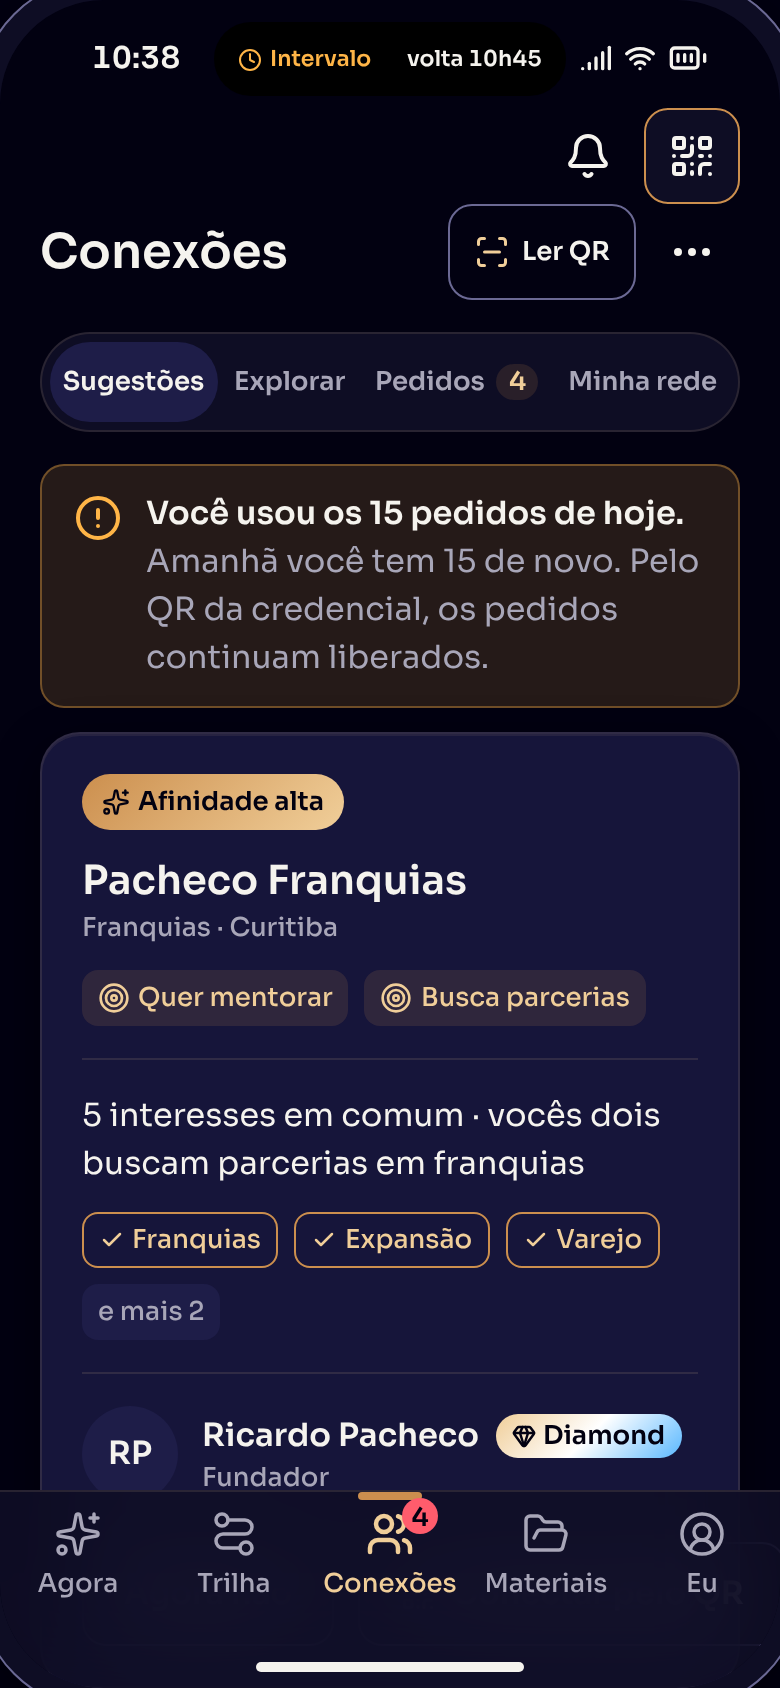 10:38
Intervalo
volta 10h45
Conexões
Ler QR
Sugestões
Explorar
Pedidos
4
Minha rede
Você usou os 15 pedidos de hoje.
Amanhã você tem 15 de novo. Pelo
QR da credencial, os pedidos
continuam liberados.
Afinidade alta
Pacheco Franquias
Franquias · Curitiba
Quer mentorar
Busca parcerias
5 interesses em comum · vocês dois
buscam parcerias em franquias
Franquias
Expansão
Varejo
e mais 2
RP
Ricardo Pacheco
Diamond
Fundador
4
Agora
Trilha
Conexões
Materiais
Eu